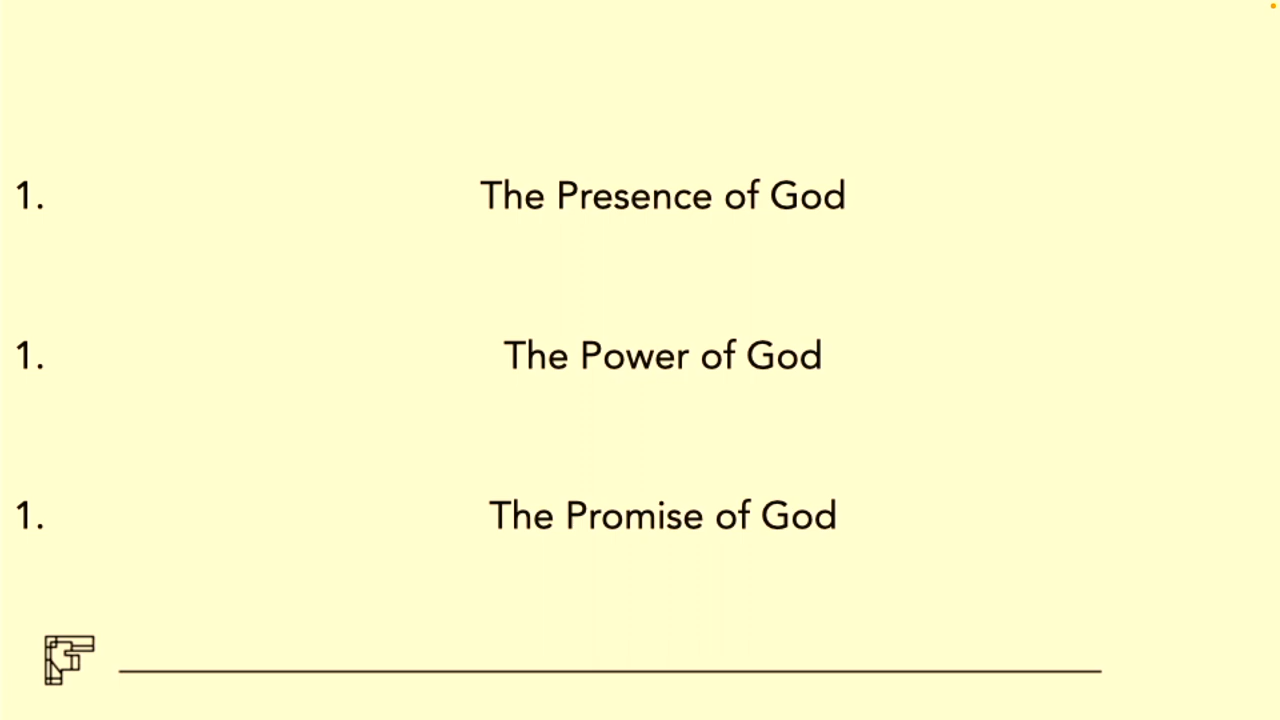 1. The Presence of God
1. The Power of God
1. The Promise of God